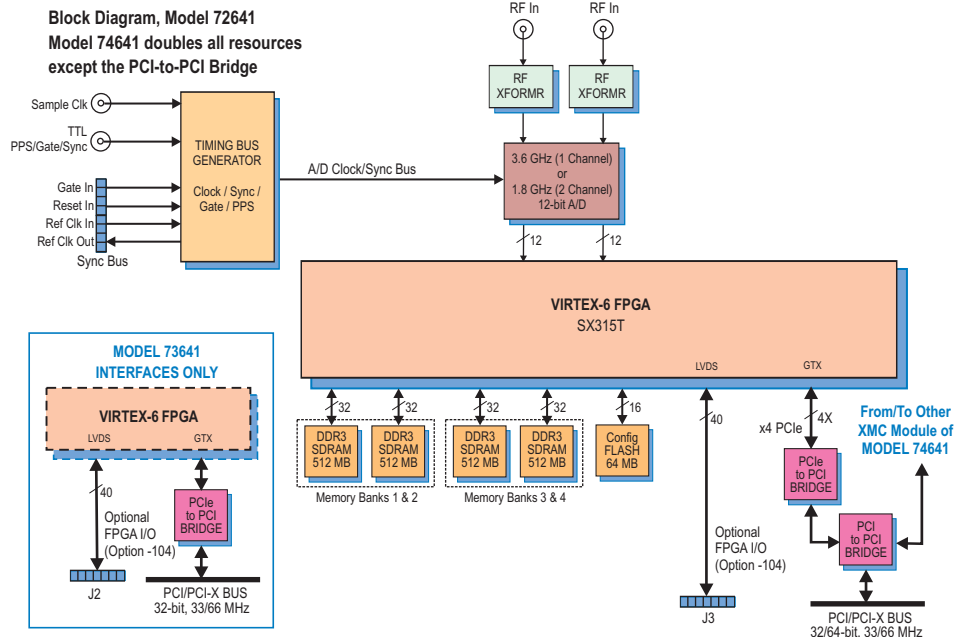 Block Diagram, Model 72641
Model 74641 doubles all resources
except the PCI-to-PCI Bridge
RF In
RF In
RF
XFORMR
RF
XFORMR
Sample Clk
TTL
PPS/Gate/Sync
Gate In
Reset In
Ref Clk In
Ref Clk Out
Sync Bus
TIMING BUS
GENERATOR
Clock / Sync /
Gate / PPS
A/D Clock/Sync Bus
3.6 GHz (1 Channel)
or
1.8 GHz (2 Channel)
12-bit A/D
12
12
VIRTEX-6 FPGA
SX315T
LVDS
GTX
32
32
32
32
16
40
4X
x4 PCIe
DDR3
SDRAM
512 MB
DDR3
SDRAM
512 MB
DDR3
SDRAM
512 MB
DDR3
SDRAM
512 MB
Config
FLASH
64 MB
Memory Banks 1 & 2
Memory Banks 3 & 4
Optional
FPGA I/O
(Option -104)
J3
PCIe
to PCI
BRIDGE
PCI
to PCI
BRIDGE
From/To Other
XMC Module of
MODEL 74641
PCI/PCI-X BUS
32/64-bit, 33/66 MHz
MODEL 73641
INTERFACES ONLY
VIRTEX-6 FPGA
LVDS
GTX
40
Optional
FPGA I/O
(Option -104)
J2
PCIe
to PCI
BRIDGE
PCI/PCI-X BUS
32-bit, 33/66 MHz